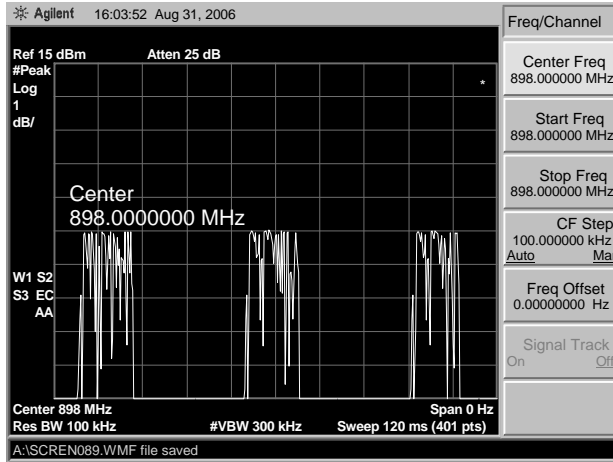 Agilent 16:03:52 Aug 31, 2006
Freq/Channel
Ref 15 dBm Atten 25 dB
#Peak
Log
1
dB/
*
Center
898.0000000 MHz
W1 S2
S3 EC
AA
Center 898 MHz Span 0 Hz
Res BW 100 kHz #VBW 300 kHz Sweep 120 ms (401 pts)
A:\SCREN089.WMF file saved
Center Freq
898.000000 MHz
Start Freq
898.000000 MHz
Stop Freq
898.000000 MHz
CF Step
100.000000 kHz
Auto Ma
Freq Offset
0.00000000 Hz
Signal Track
On Off